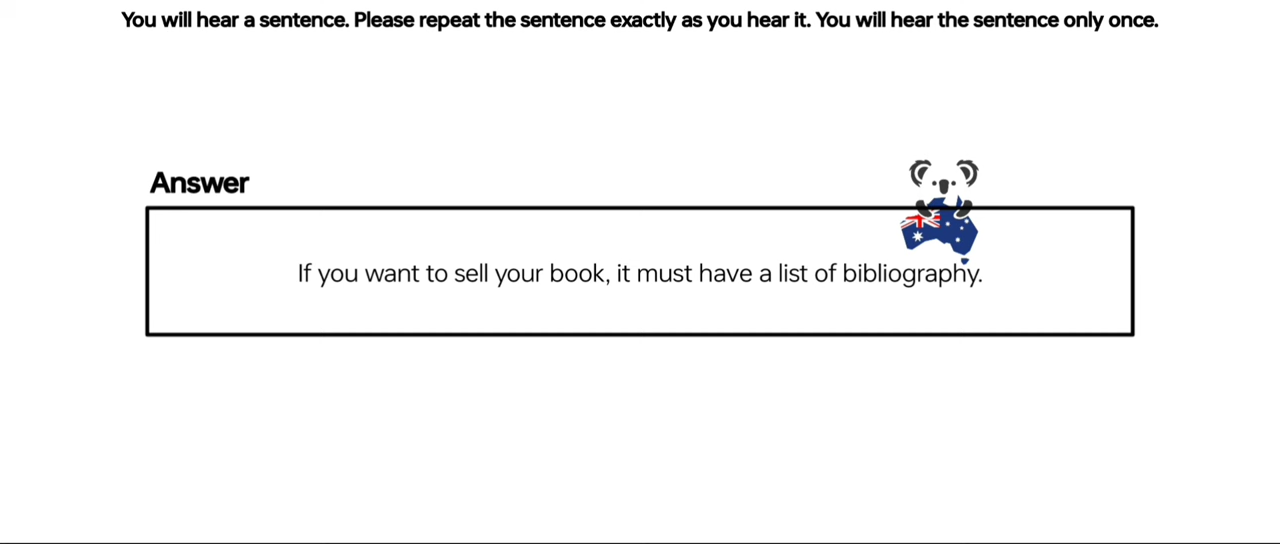 You will hear a sentence. Please repeat the sentence exactly as you hear it. You will hear the sentence only once.
Answer
If you want to sell your book, it must have a list of bibliography.